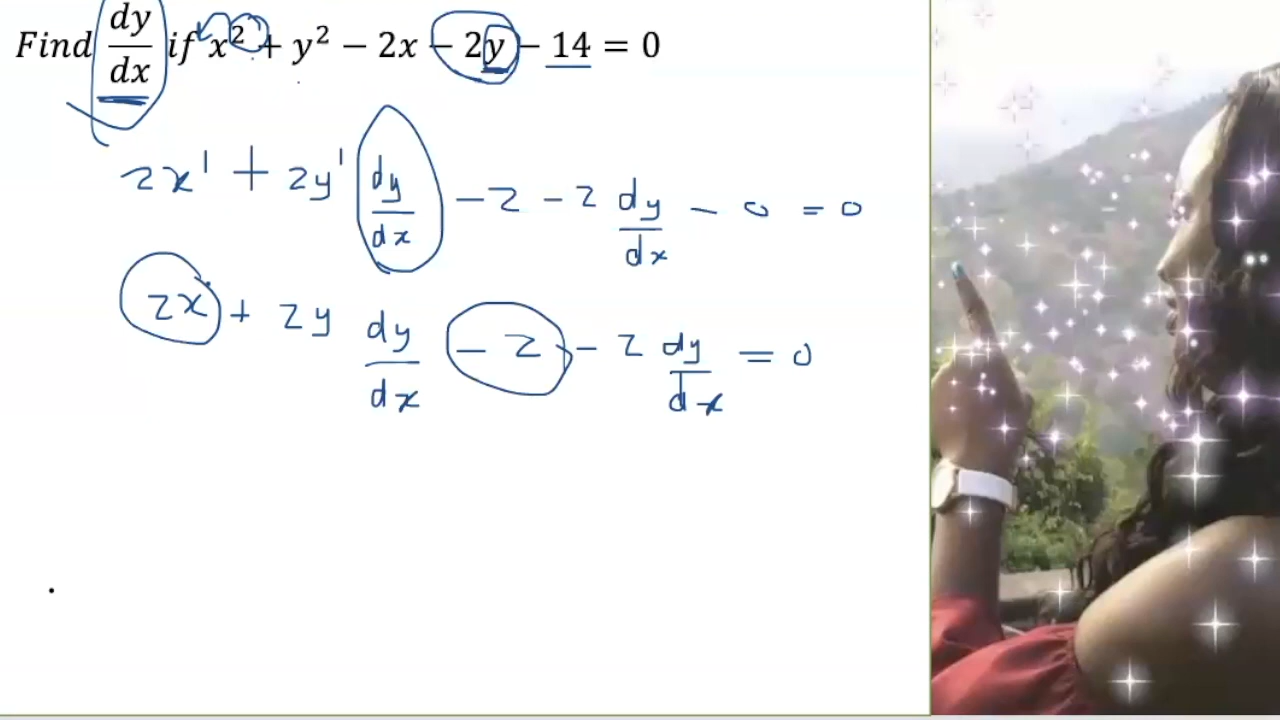 Find dy/dx if x² + y² − 2x − 2y − 14 = 0
2x¹ + 2y¹ dy/dx − 2 − 2 dy/dx − 0 = 0
2x + 2y dy/dx − 2 − 2 dy/dx = 0